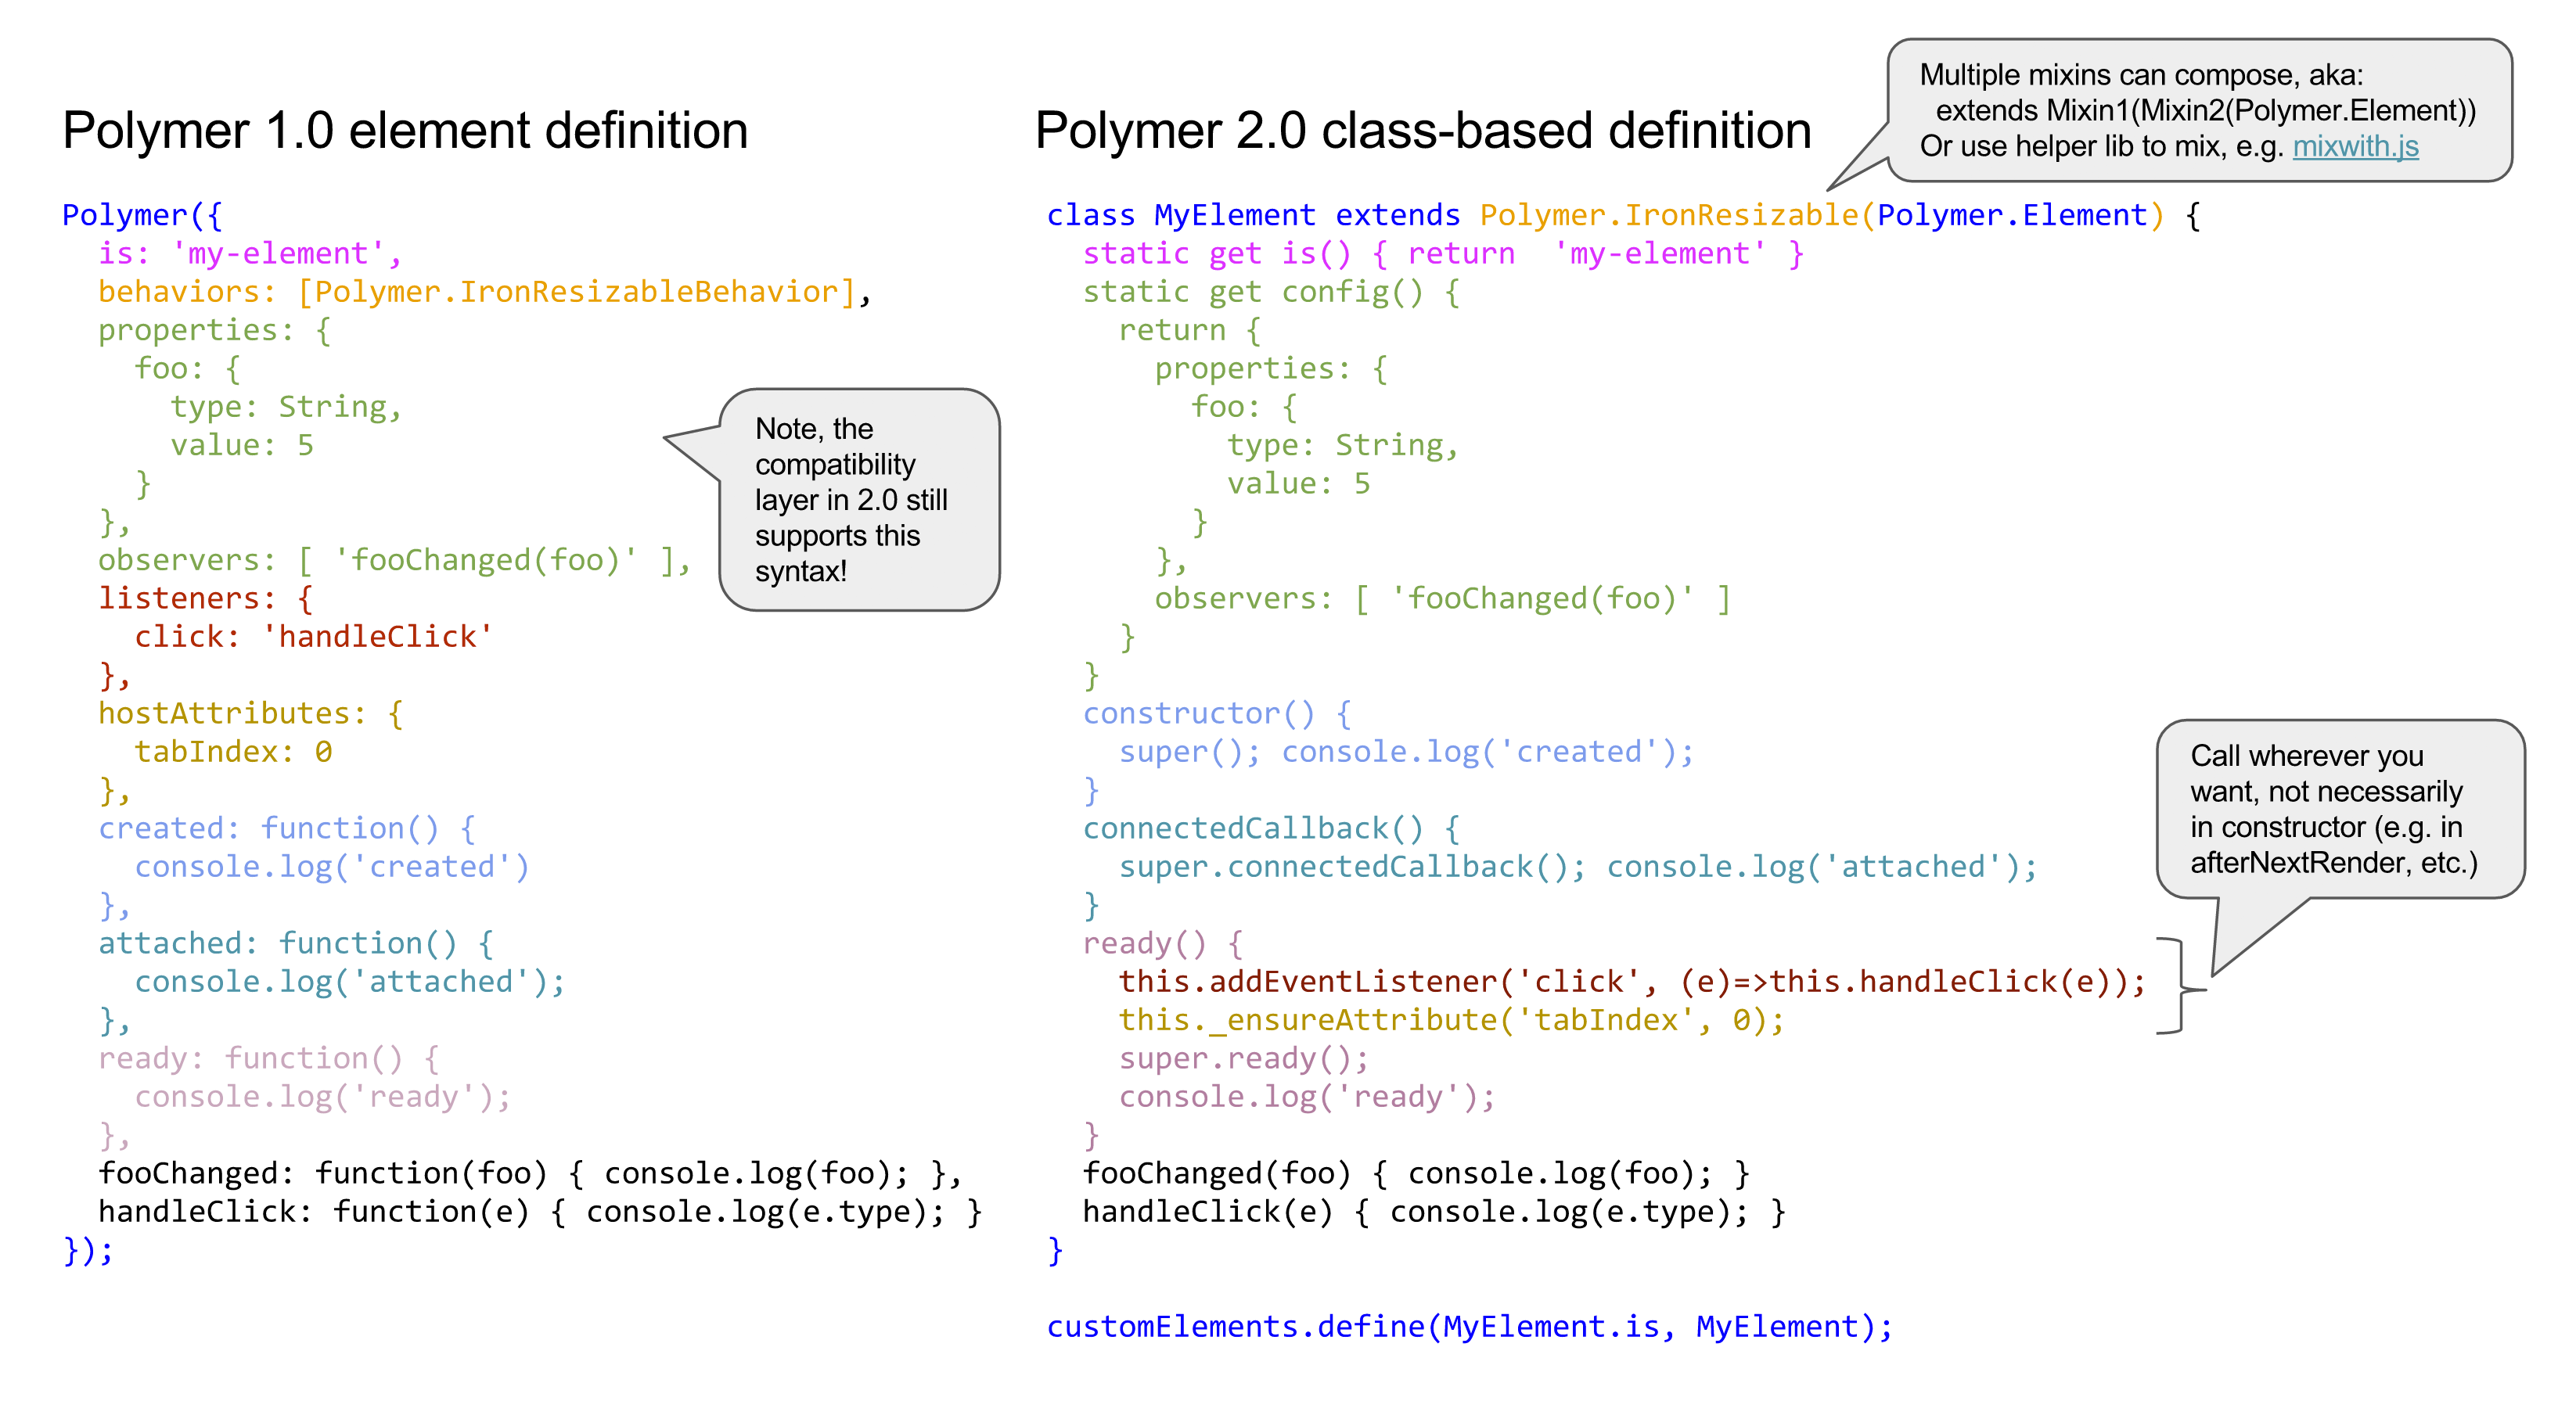 Polymer 1.0 element definition
Polymer({
  is: 'my-element',
  behaviors: [Polymer.IronResizableBehavior],
  properties: {
    foo: {
      type: String,
      value: 5
    }
  },
  observers: [ 'fooChanged(foo)' ],
  listeners: {
    click: 'handleClick'
  },
  hostAttributes: {
    tabIndex: 0
  },
  created: function() {
    console.log('created')
  },
  attached: function() {
    console.log('attached');
  },
  ready: function() {
    console.log('ready');
  },
  fooChanged: function(foo) { console.log(foo); },
  handleClick: function(e) { console.log(e.type); }
});
Note, the
compatibility
layer in 2.0 still
supports this
syntax!
Polymer 2.0 class-based definition
Multiple mixins can compose, aka:
  extends Mixin1(Mixin2(Polymer.Element))
Or use helper lib to mix, e.g. mixwith.js
class MyElement extends Polymer.IronResizable(Polymer.Element) {
  static get is() { return  'my-element' }
  static get config() {
    return {
      properties: {
        foo: {
          type: String,
          value: 5
        }
      },
      observers: [ 'fooChanged(foo)' ]
    }
  }
  constructor() {
    super(); console.log('created');
  }
  connectedCallback() {
    super.connectedCallback(); console.log('attached');
  }
  ready() {
    this.addEventListener('click', (e)=>this.handleClick(e));
    this._ensureAttribute('tabIndex', 0);
    super.ready();
    console.log('ready');
  }
  fooChanged(foo) { console.log(foo); }
  handleClick(e) { console.log(e.type); }
}
customElements.define(MyElement.is, MyElement);
Call wherever you
want, not necessarily
in constructor (e.g. in
afterNextRender, etc.)